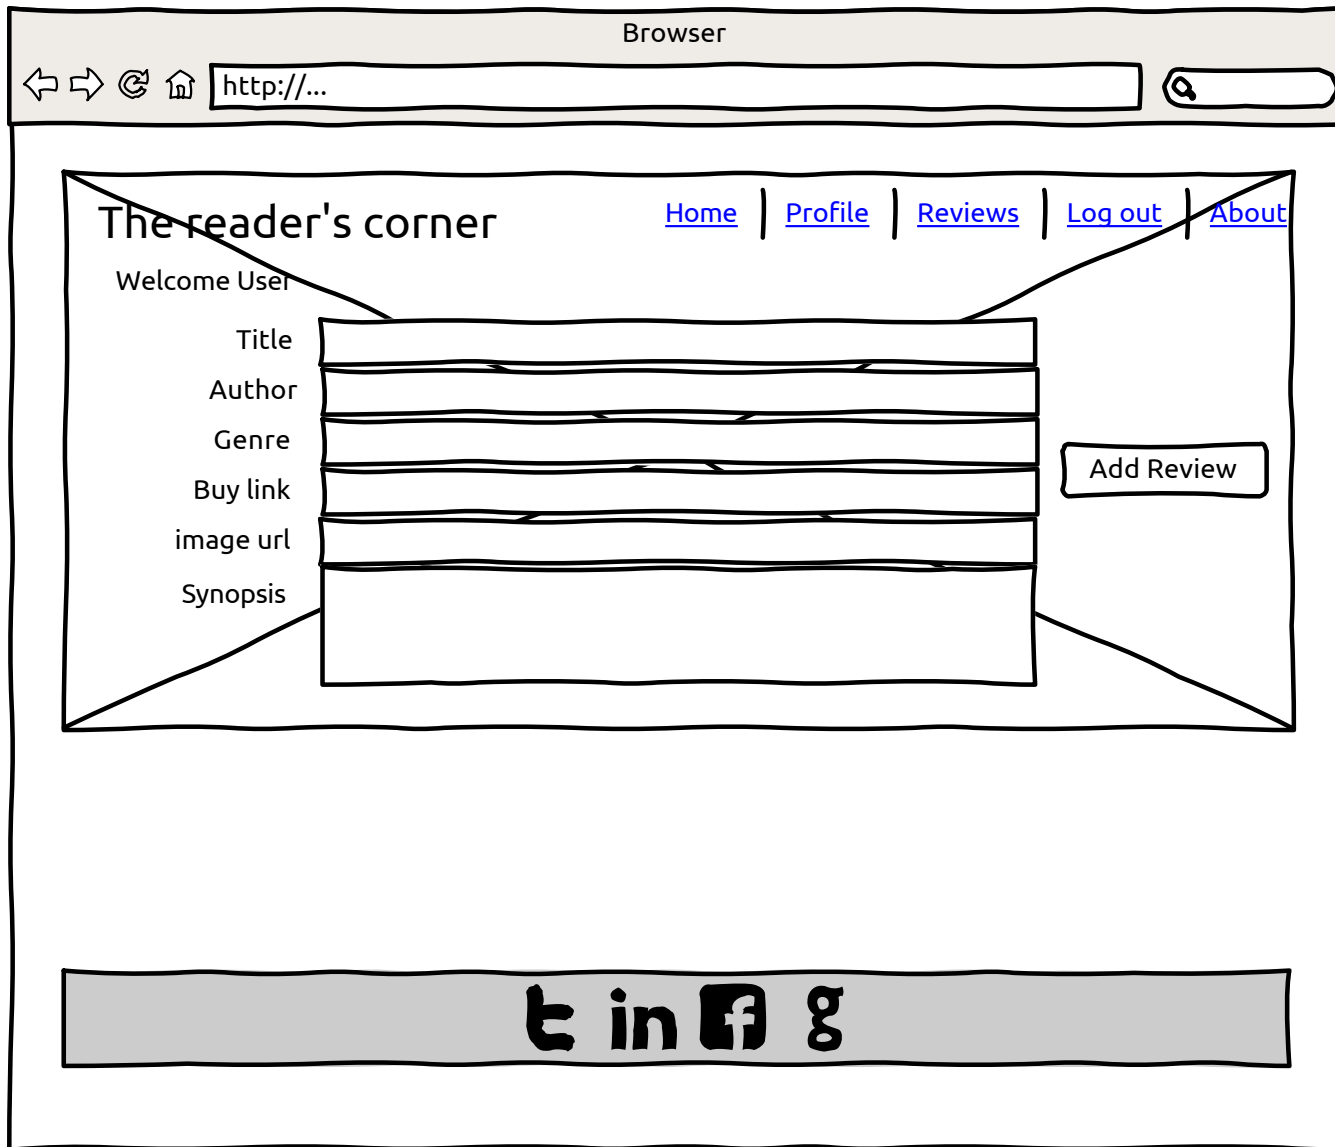 Browser
http://...
The reader's corner
Home Profile Reviews Log out About
Welcome User
Title
Author
Genre
Buy link
Add Review
image url
Synopsis
t in f g